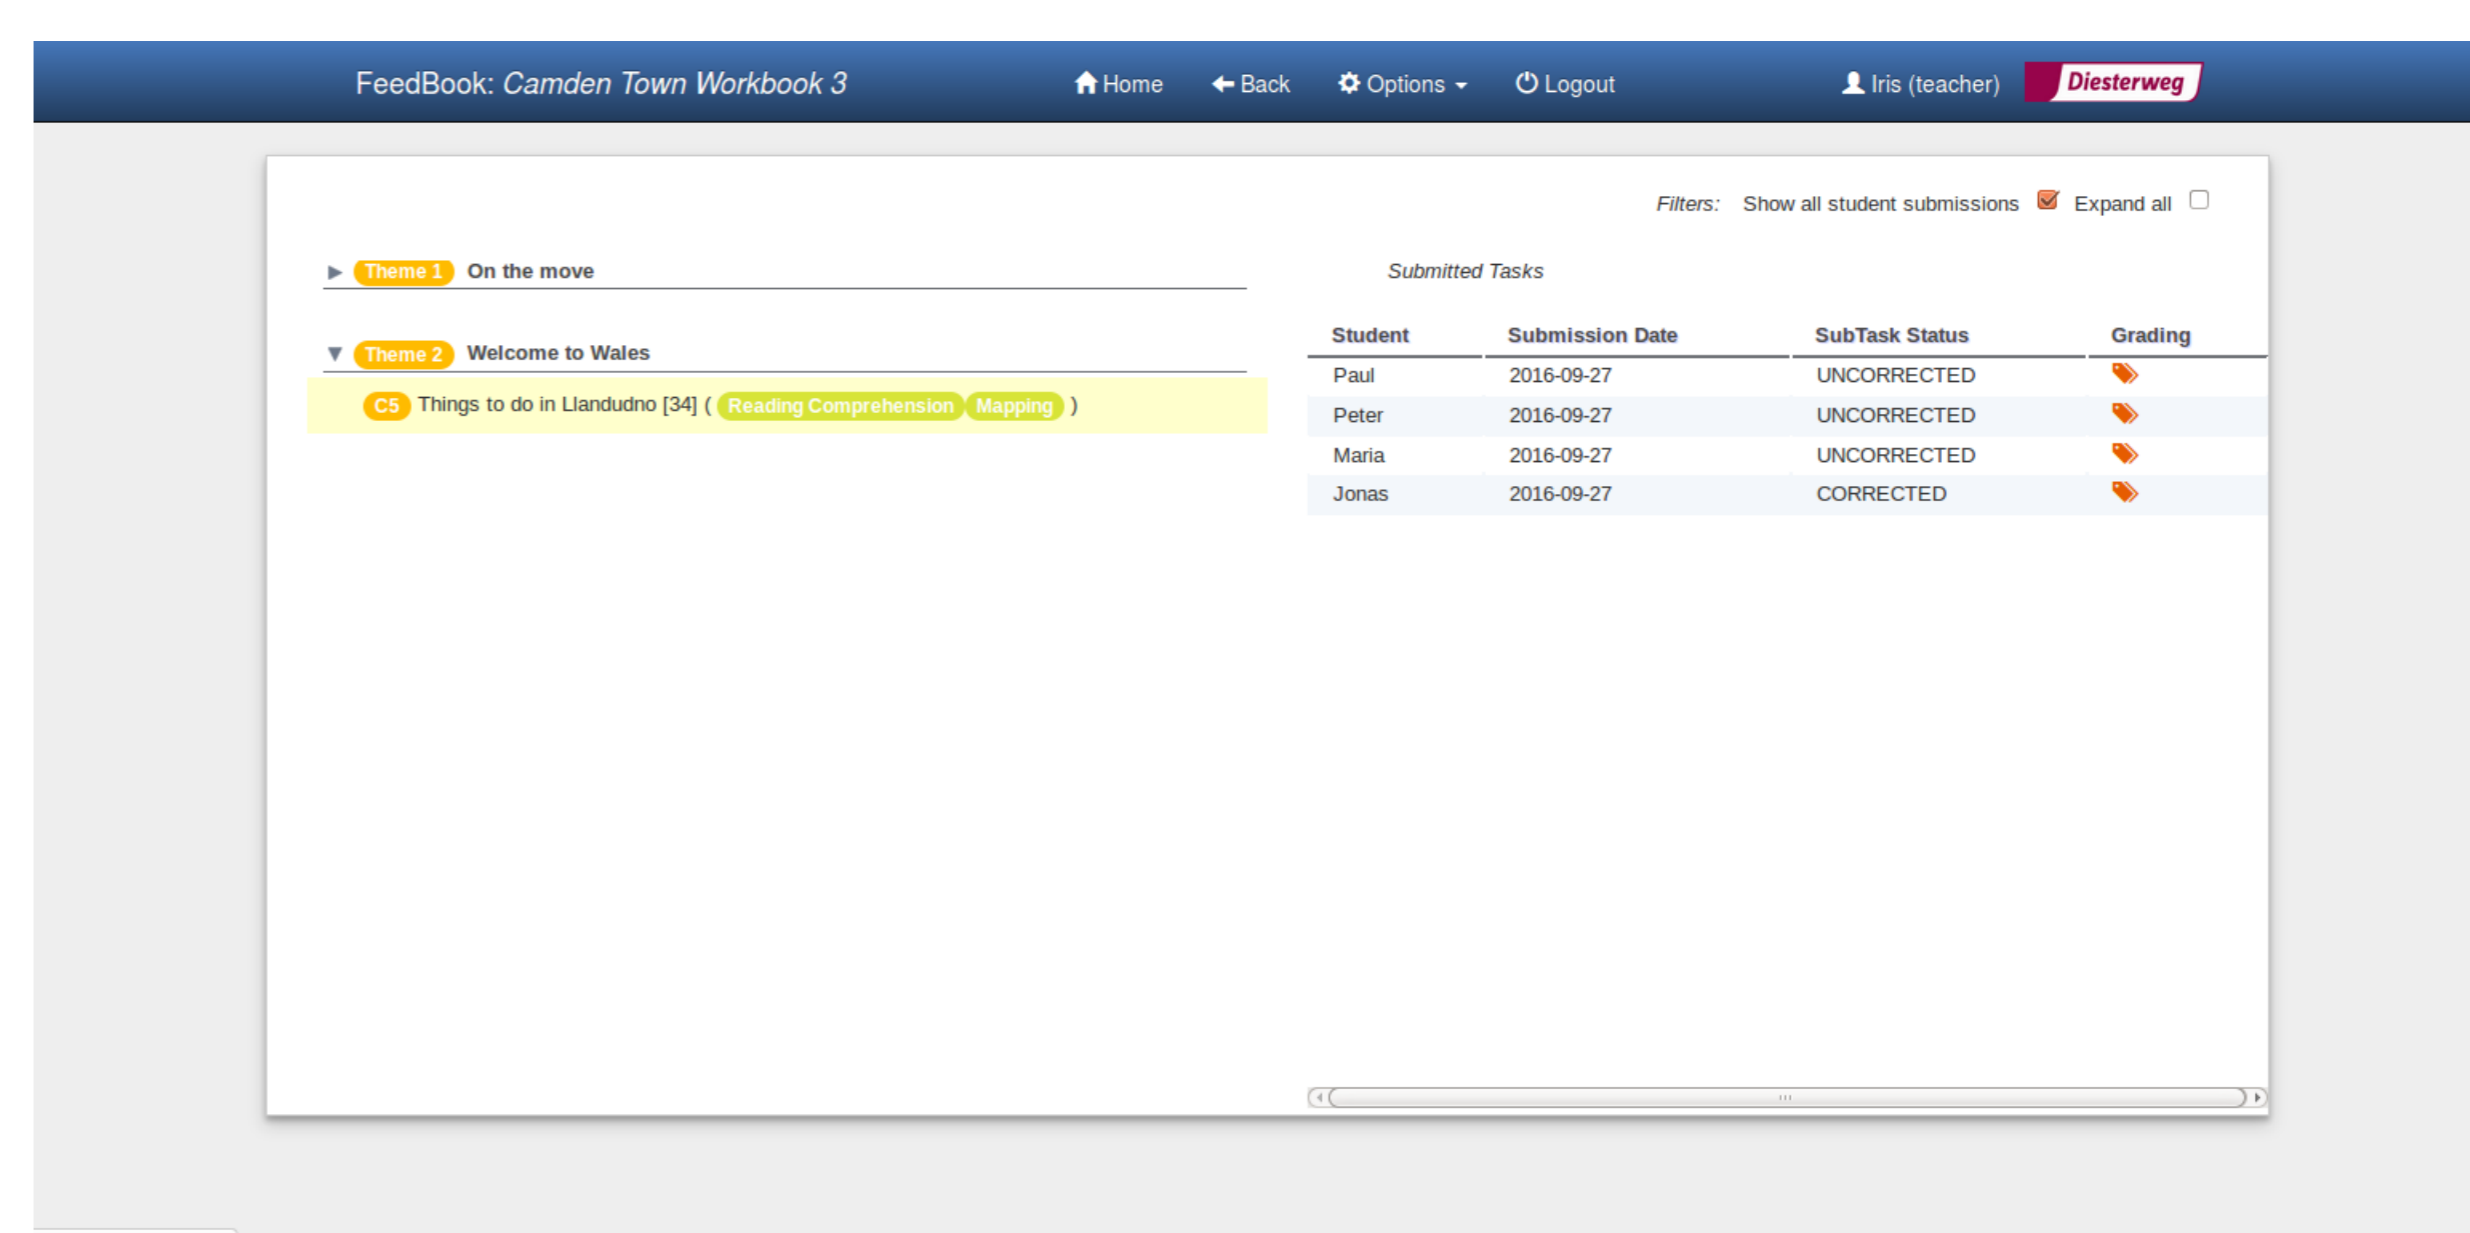 FeedBook: Camden Town Workbook 3 Home Back Options Logout Iris (teacher) Diesterweg
Filters: Show all student submissions Expand all
Theme 1 On the move
Theme 2 Welcome to Wales
C5 Things to do in Llandudno [34] ( Reading Comprehension Mapping )
Submitted Tasks
Student Submission Date SubTask Status Grading
Paul 2016-09-27 UNCORRECTED
Peter 2016-09-27 UNCORRECTED
Maria 2016-09-27 UNCORRECTED
Jonas 2016-09-27 CORRECTED